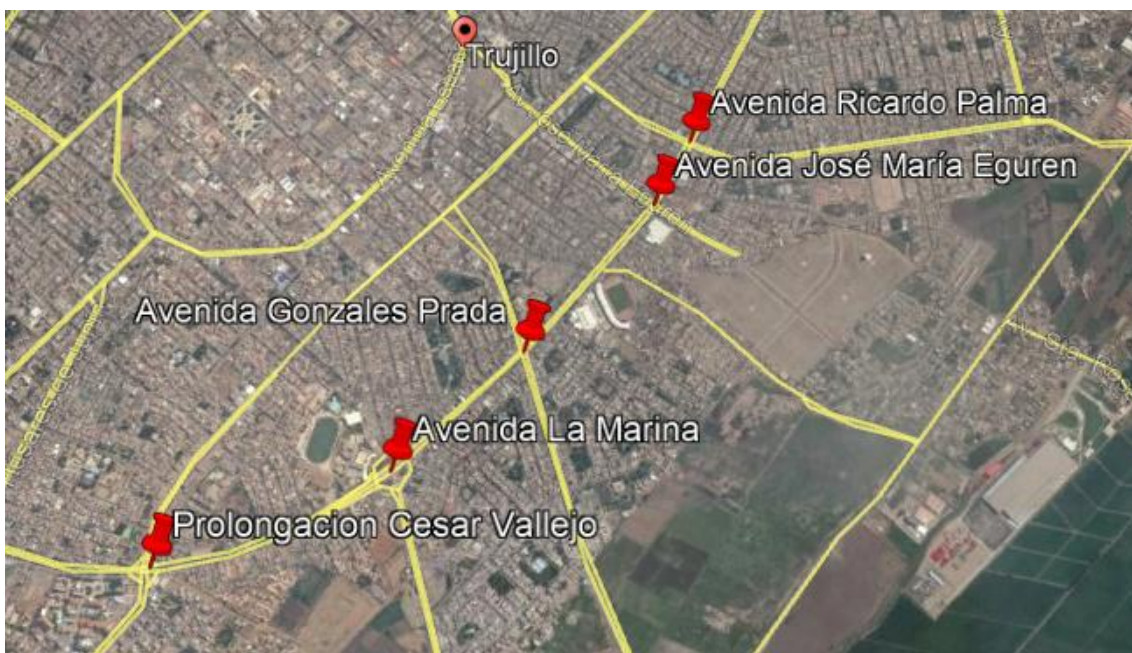 Trujillo
Avenida Ricardo Palma
Avenida José María Eguren
Avenida Gonzales Prada
Avenida La Marina
Prolongacion Cesar Vallejo